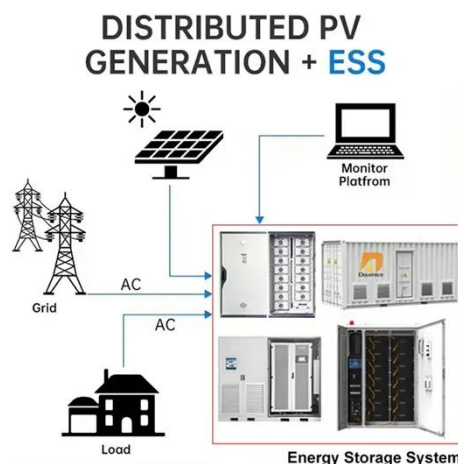 DISTRIBUTED PV
GENERATION + ESS
Monitor
Platfrom
Grid
AC
AC
Load
Energy Storage System